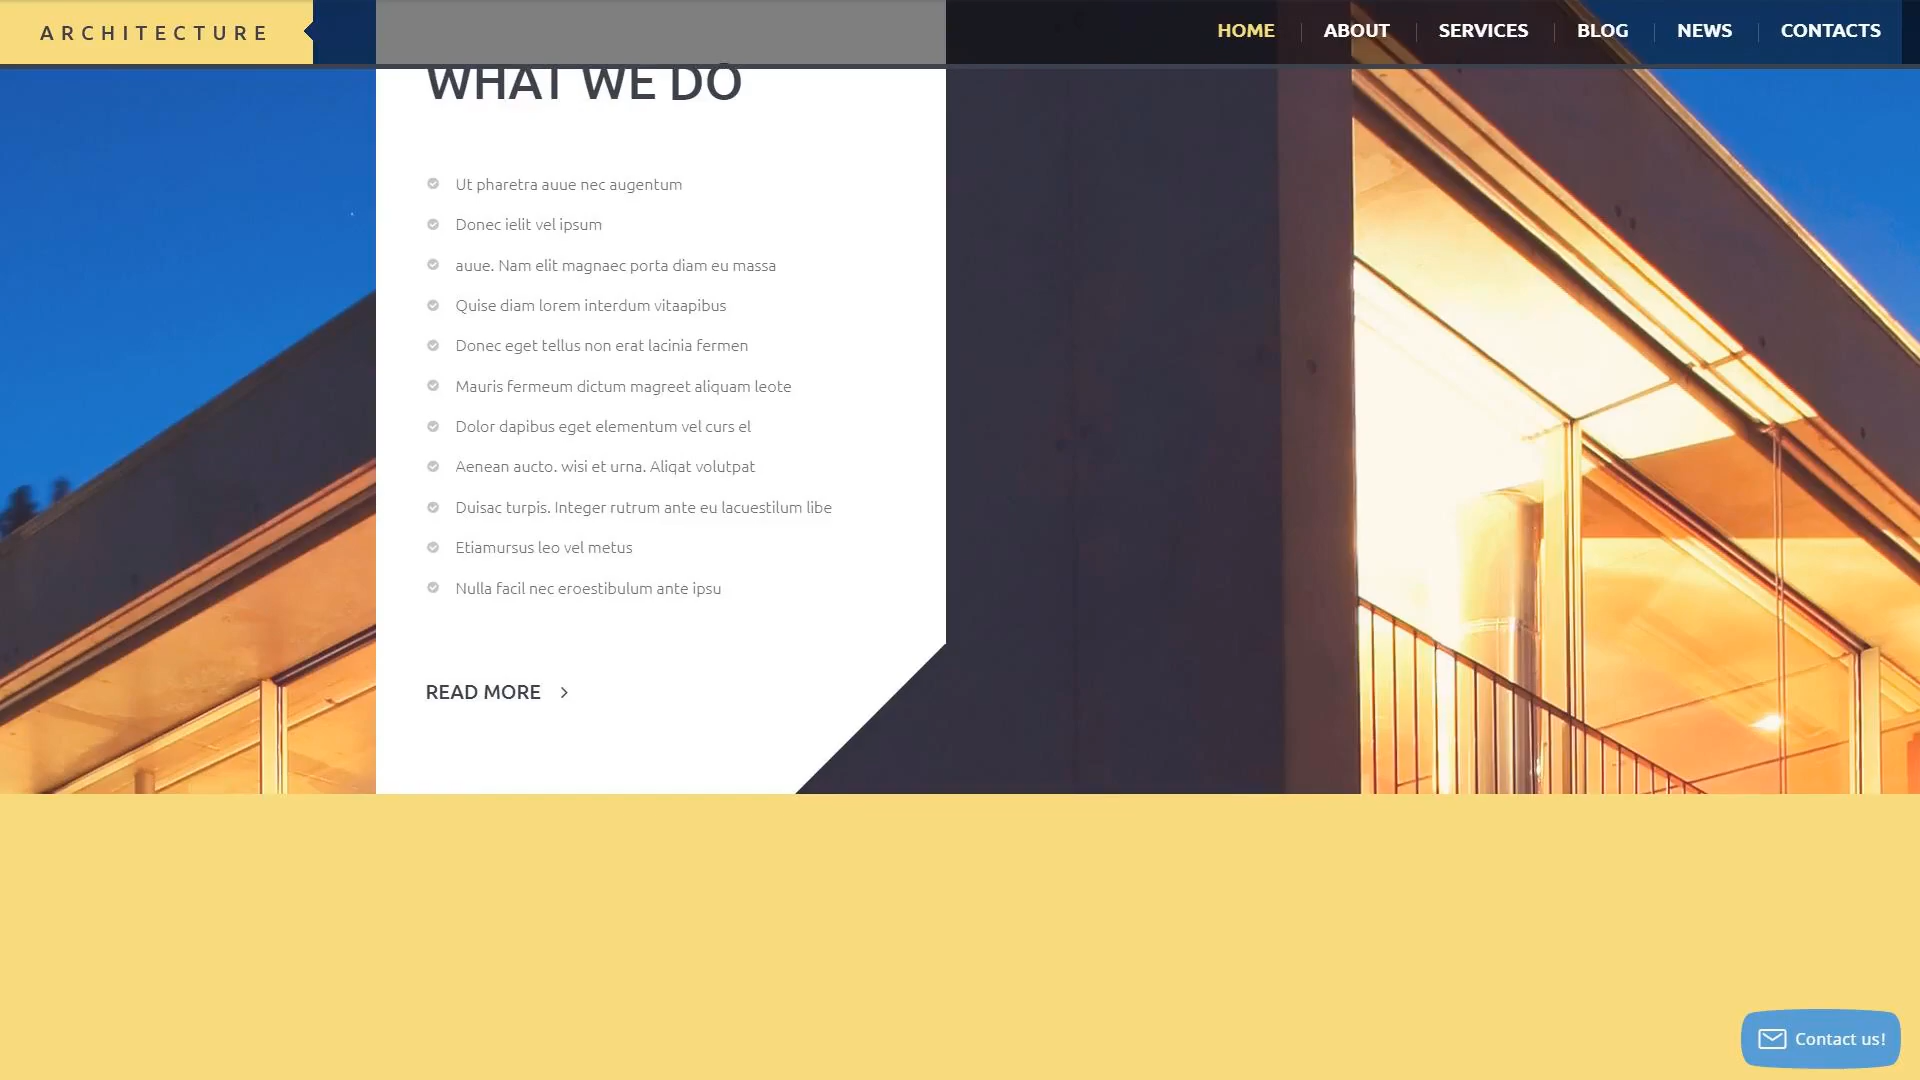 ARCHITECTURE
HOME
ABOUT
SERVICES
BLOG
NEWS
CONTACTS
WHAT WE DO
Ut pharetra auue nec augentum
Donec ielit vel ipsum
auue. Nam elit magnaec porta diam eu massa
Quise diam lorem interdum vitaapibus
Donec eget tellus non erat lacinia fermen
Mauris fermeum dictum magreet aliquam leote
Dolor dapibus eget elementum vel curs el
Aenean aucto. wisi et urna. Aliqat volutpat
Duisac turpis. Integer rutrum ante eu lacuestilum libe
Etiamursus leo vel metus
Nulla facil nec eroestibulum ante ipsu
READ MORE
Contact us!